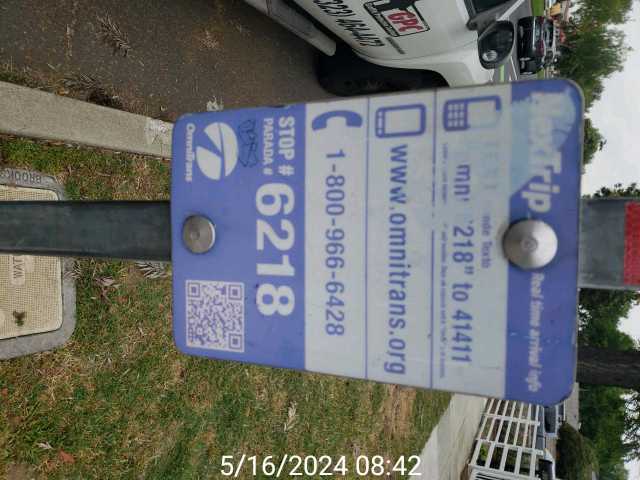 NexTrip
Real time arrival info
"218" to 41411
www.omnitrans.org
1-800-966-6428
STOP #
PARADA #
6218
OmniTrans
GPC
5/16/2024 08:42